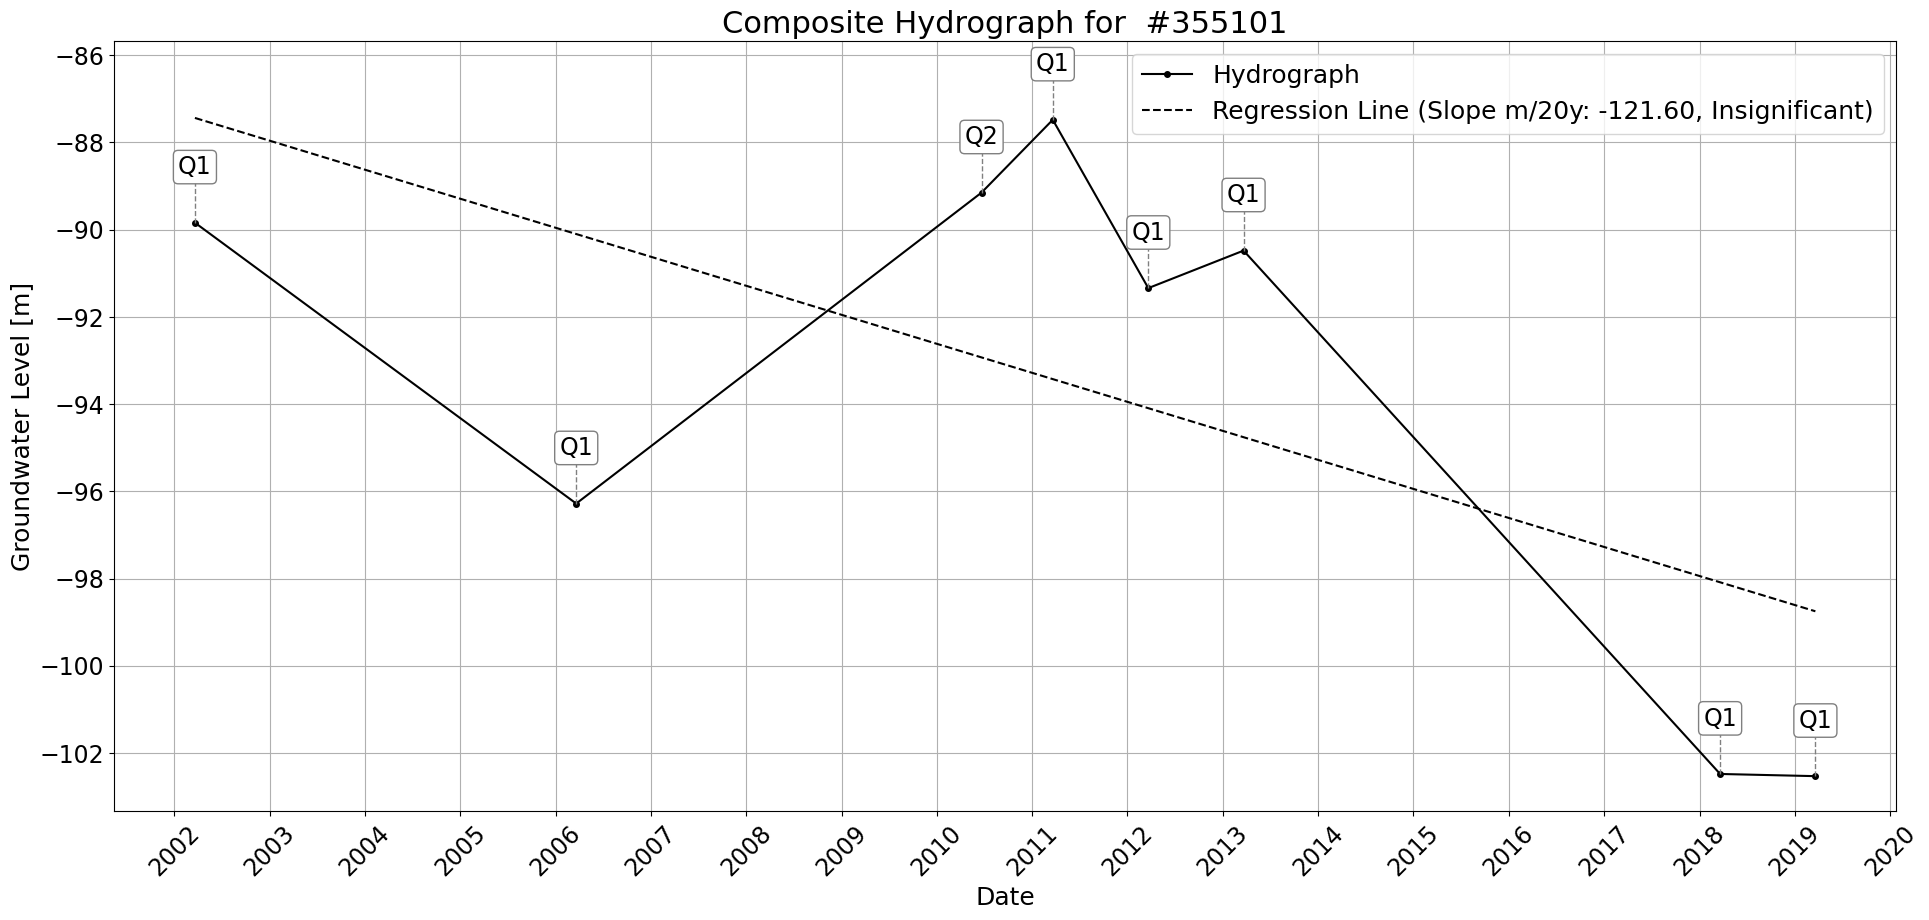 Composite Hydrograph for  #355101
Hydrograph
Regression Line (Slope m/20y: -121.60, Insignificant)
Groundwater Level [m]
−86
−88
−90
−92
−94
−96
−98
−100
−102
Q1
Q1
Q2
Q1
Q1
Q1
Q1
Q1
2002
2003
2004
2005
2006
2007
2008
2009
2010
2011
2012
2013
2014
2015
2016
2017
2018
2019
2020
Date